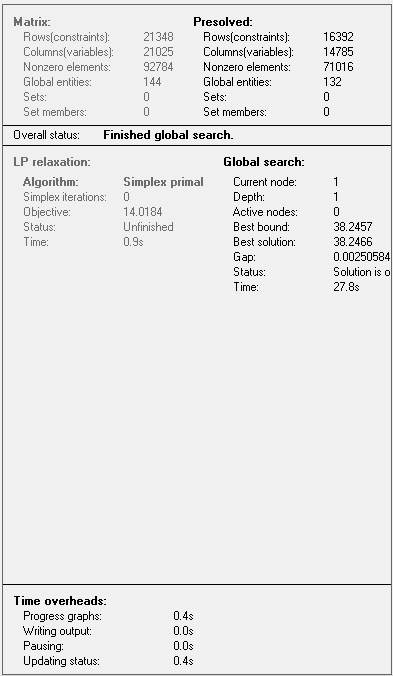 Matrix: Presolved:
Rows(constraints): 21348 Rows(constraints): 16392
Columns(variables): 21025 Columns(variables): 14785
Nonzero elements: 92784 Nonzero elements: 71016
Global entities: 144 Global entities: 132
Sets: 0 Sets: 0
Set members: 0 Set members: 0
Overall status: Finished global search.
LP relaxation: Global search:
Algorithm: Simplex primal Current node: 1
Simplex iterations: 0 Depth: 1
Objective: 14.0184 Active nodes: 0
Status: Unfinished Best bound: 38.2457
Time: 0.9s Best solution: 38.2466
Gap: 0.00250584
Status: Solution is o
Time: 27.8s
Time overheads:
Progress graphs: 0.4s
Writing output: 0.0s
Pausing: 0.0s
Updating status: 0.4s